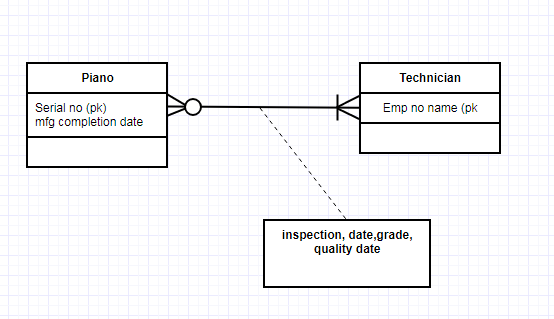 Piano
Serial no (pk)
mfg completion date
Technician
Emp no name (pk
inspection, date,grade,
quality date